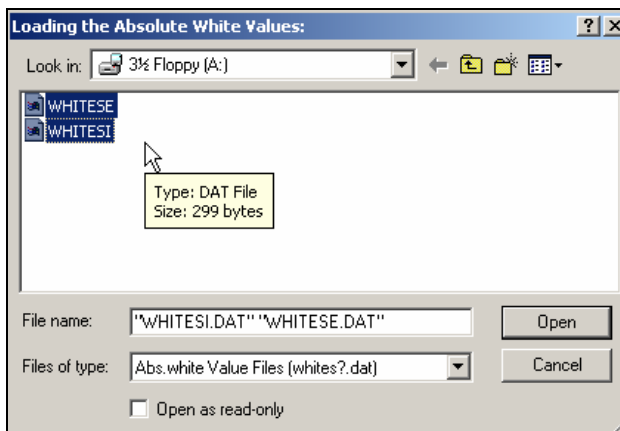 Loading the Absolute White Values:
Look in: 3½ Floppy (A:)
WHITESE
WHITESI
Type: DAT File
Size: 299 bytes
File name: "WHITESI.DAT" "WHITESE.DAT" Open
Files of type: Abs.white Value Files (whites?.dat) Cancel
Open as read-only